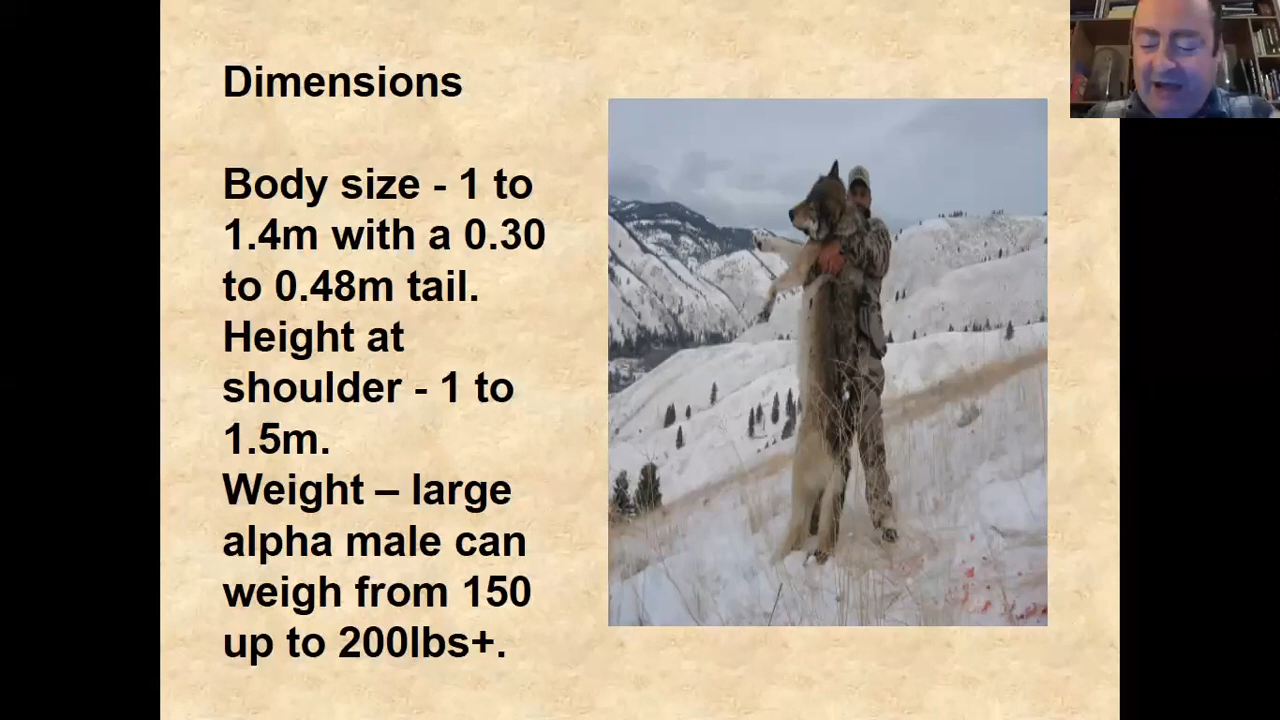 Dimensions
Body size - 1 to
1.4m with a 0.30
to 0.48m tail.
Height at
shoulder - 1 to
1.5m.
Weight – large
alpha male can
weigh from 150
up to 200lbs+.